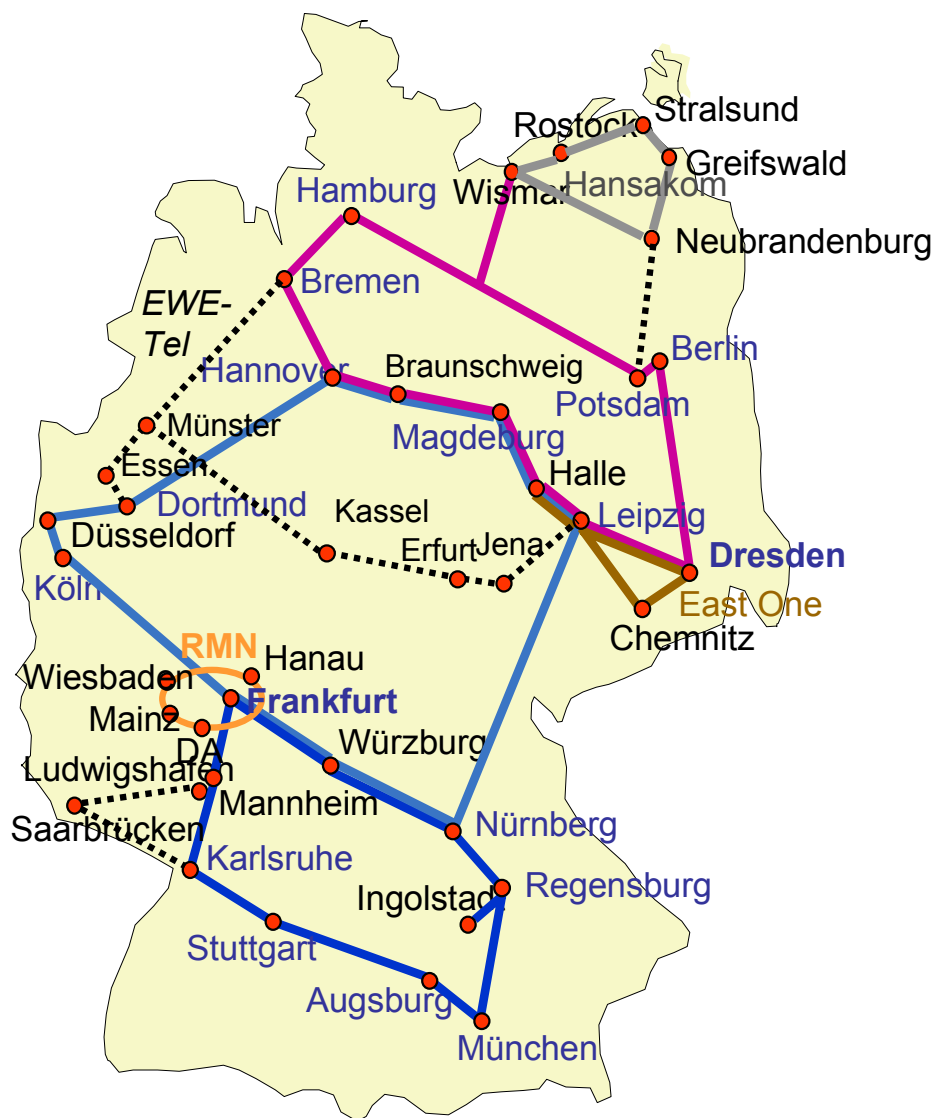 Stralsund
Rostock
Greifswald
Wismar
Hansakom
Hamburg
Neubrandenburg
Bremen
EWE-
Tel
Berlin
Hannover
Braunschweig
Potsdam
Münster
Magdeburg
Essen
Halle
Dortmund
Kassel
Leipzig
Düsseldorf
Erfurt
Jena
Dresden
Köln
East One
Chemnitz
RMN
Hanau
Wiesbaden
Frankfurt
Mainz
DA
Würzburg
Ludwigshafen
Mannheim
Saarbrücken
Nürnberg
Karlsruhe
Ingolstadt
Regensburg
Stuttgart
Augsburg
München